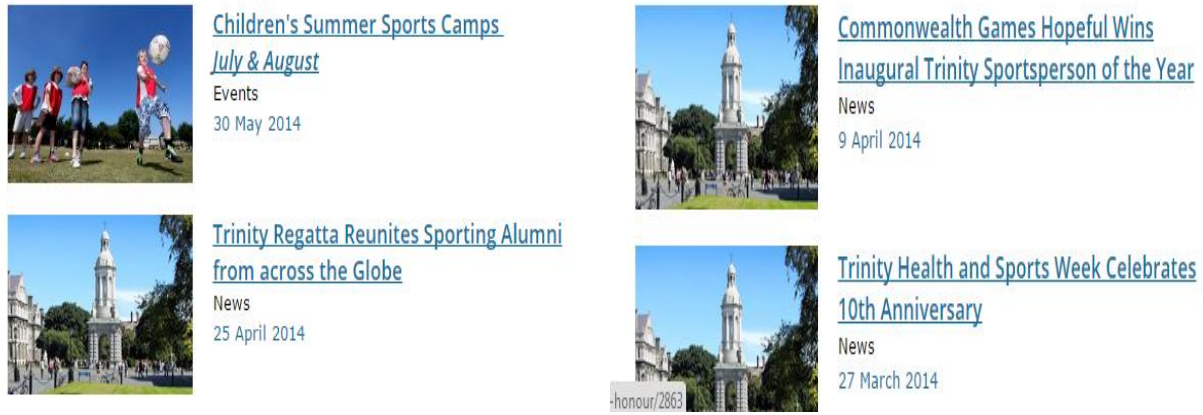 Children's Summer Sports Camps
July & August
Events
30 May 2014
Trinity Regatta Reunites Sporting Alumni
from across the Globe
News
25 April 2014
Commonwealth Games Hopeful Wins
Inaugural Trinity Sportsperson of the Year
News
9 April 2014
Trinity Health and Sports Week Celebrates
10th Anniversary
News
27 March 2014
-honour/2863